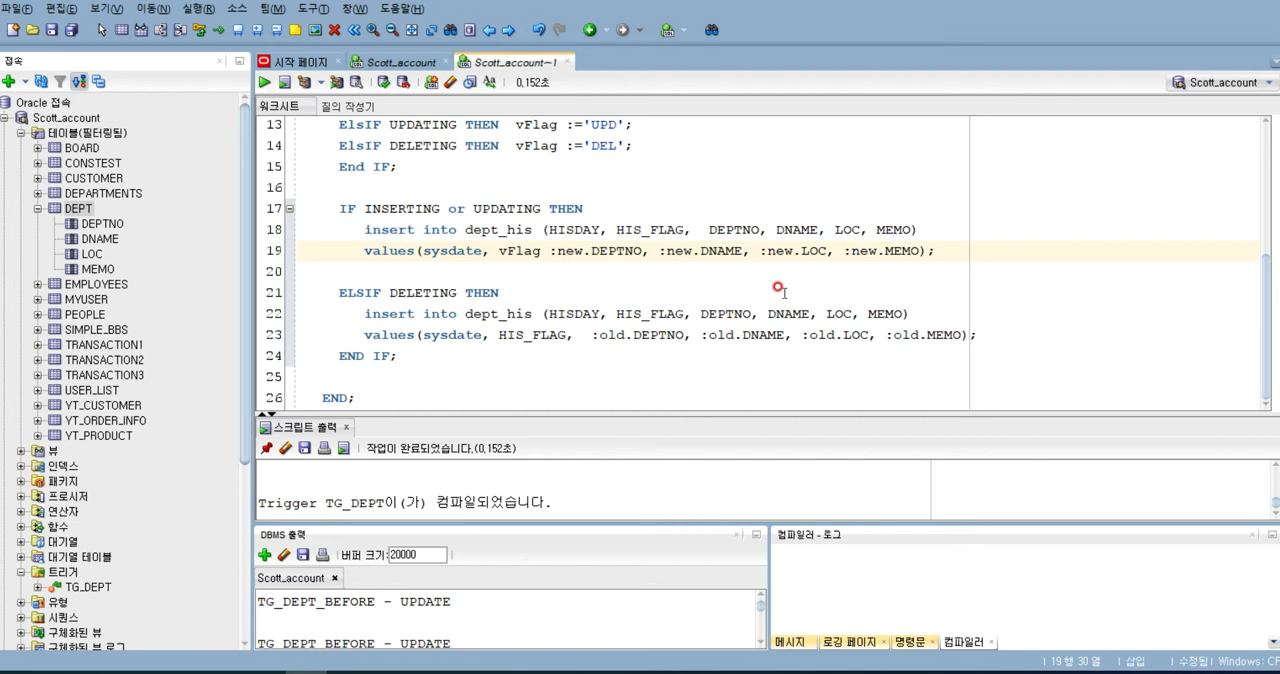 파일(F) 편집(E) 보기(V) 이동(N) 실행(R) 소스 팀(M) 도구(T) 창(W) 도움말(H)
접속
시작 페이지 Scott_account Scott_account~1
0,152초 Scott_account
워크시트 질의 작성기
Oracle 접속
Scott_account
테이블(필터링됨)
BOARD
CONSTEST
CUSTOMER
DEPARTMENTS
DEPT
DEPTNO
DNAME
LOC
MEMO
EMPLOYEES
MYUSER
PEOPLE
SIMPLE_BBS
TRANSACTION1
TRANSACTION2
TRANSACTION3
USER_LIST
YT_CUSTOMER
YT_ORDER_INFO
YT_PRODUCT
뷰
인덱스
패키지
프로시저
연산자
함수
대기열
대기열 테이블
트리거
TG_DEPT
유형
시퀀스
구체화된 뷰
구체화된 뷰 로그
13 ElsIF UPDATING THEN vFlag :='UPD';
14 ElsIF DELETING THEN vFlag :='DEL';
15 End IF;
16
17 IF INSERTING or UPDATING THEN
18 insert into dept_his (HISDAY, HIS_FLAG, DEPTNO, DNAME, LOC, MEMO)
19 values(sysdate, vFlag :new.DEPTNO, :new.DNAME, :new.LOC, :new.MEMO);
20
21 ELSIF DELETING THEN
22 insert into dept_his (HISDAY, HIS_FLAG, DEPTNO, DNAME, LOC, MEMO)
23 values(sysdate, HIS_FLAG, :old.DEPTNO, :old.DNAME, :old.LOC, :old.MEMO);
24 END IF;
25
26 END;
스크립트 출력
작업이 완료되었습니다.(0,152초)
Trigger TG_DEPT이(가) 컴파일되었습니다.
DBMS 출력
버퍼 크기: 20000
Scott_account
TG_DEPT_BEFORE - UPDATE
TG_DEPT_BEFORE - UPDATE
컴파일러 - 로그
메시지 로깅 페이지 명령문 컴파일러
19 행 30 열 삽입 수정됨 Windows: CF